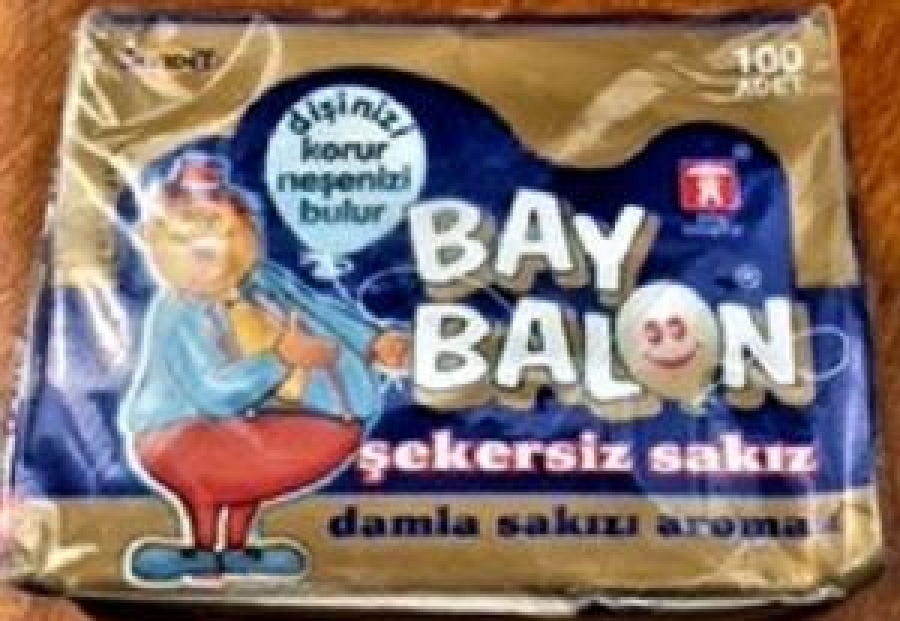 100
ADET
dişinizi
korur
neşenizi
bulur
BAY
BALON
şekersiz sakız
damla sakızı aroma